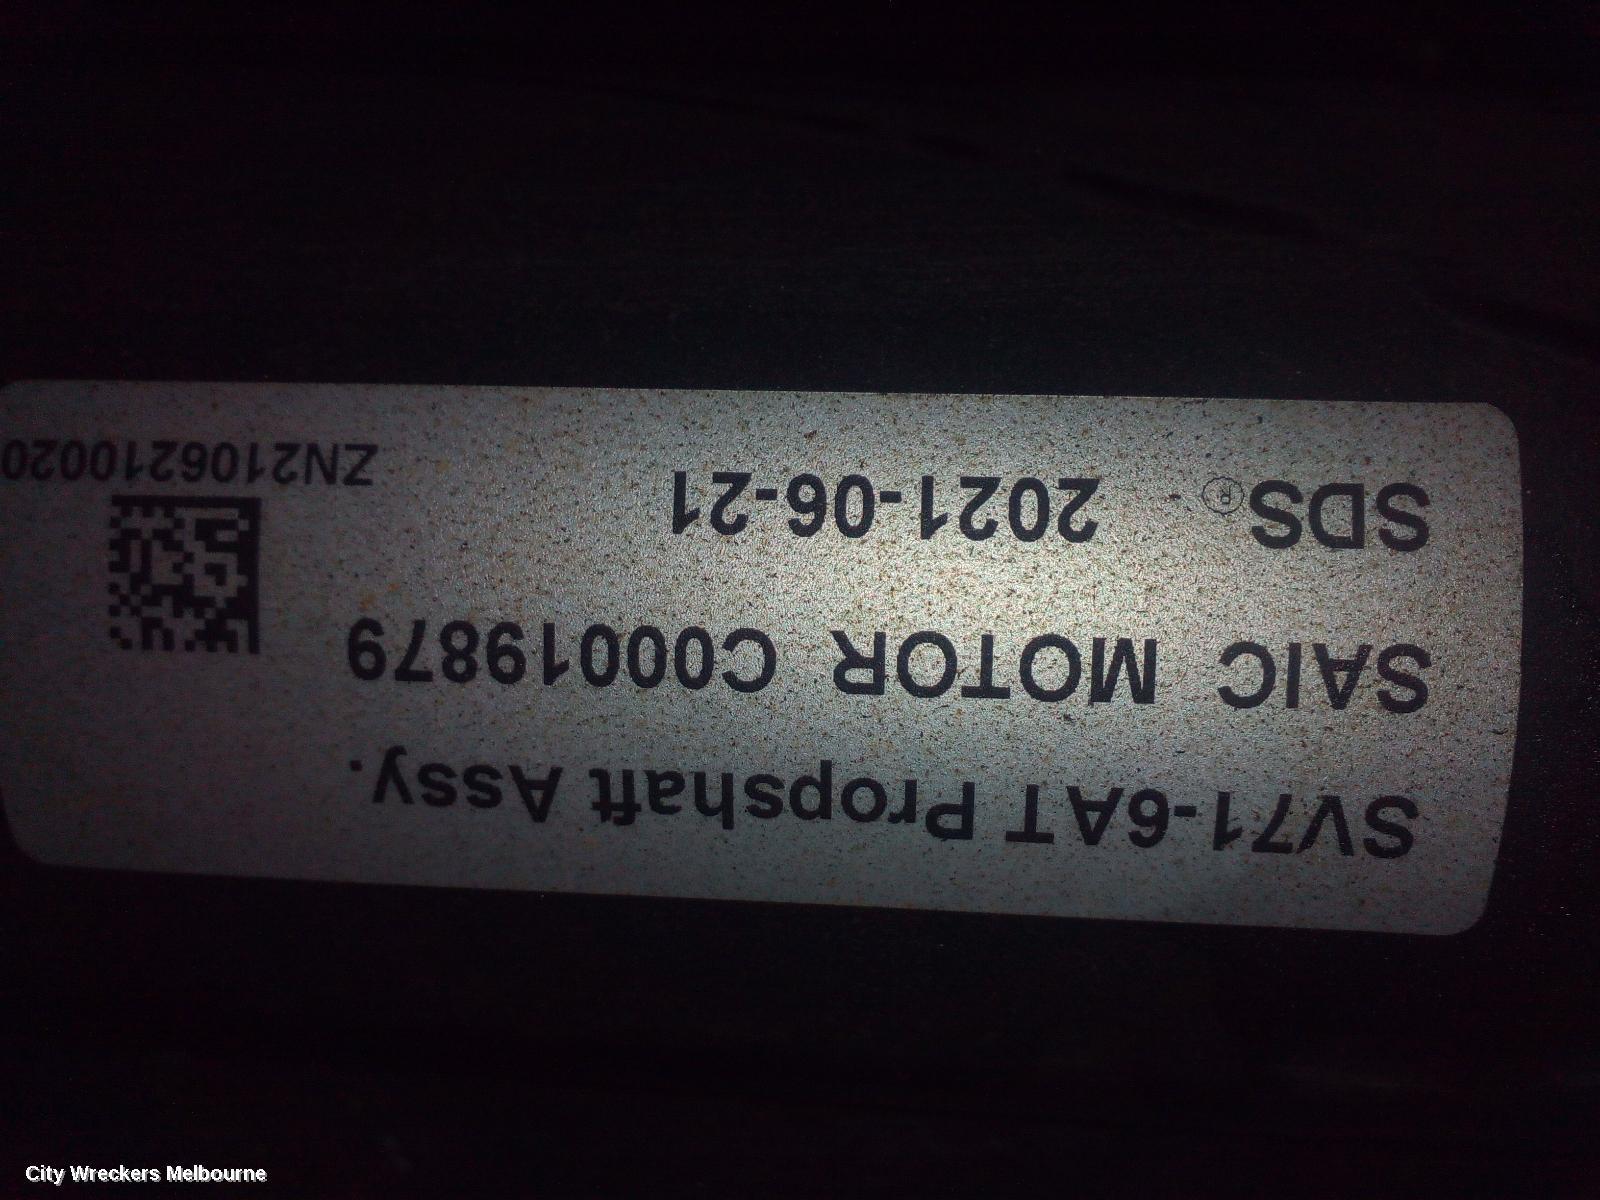 SV71-6AT Propshaft Assy.
SAIC MOTOR C00019879
SDS® 2021-06-21
ZN2106210020
City Wreckers Melbourne